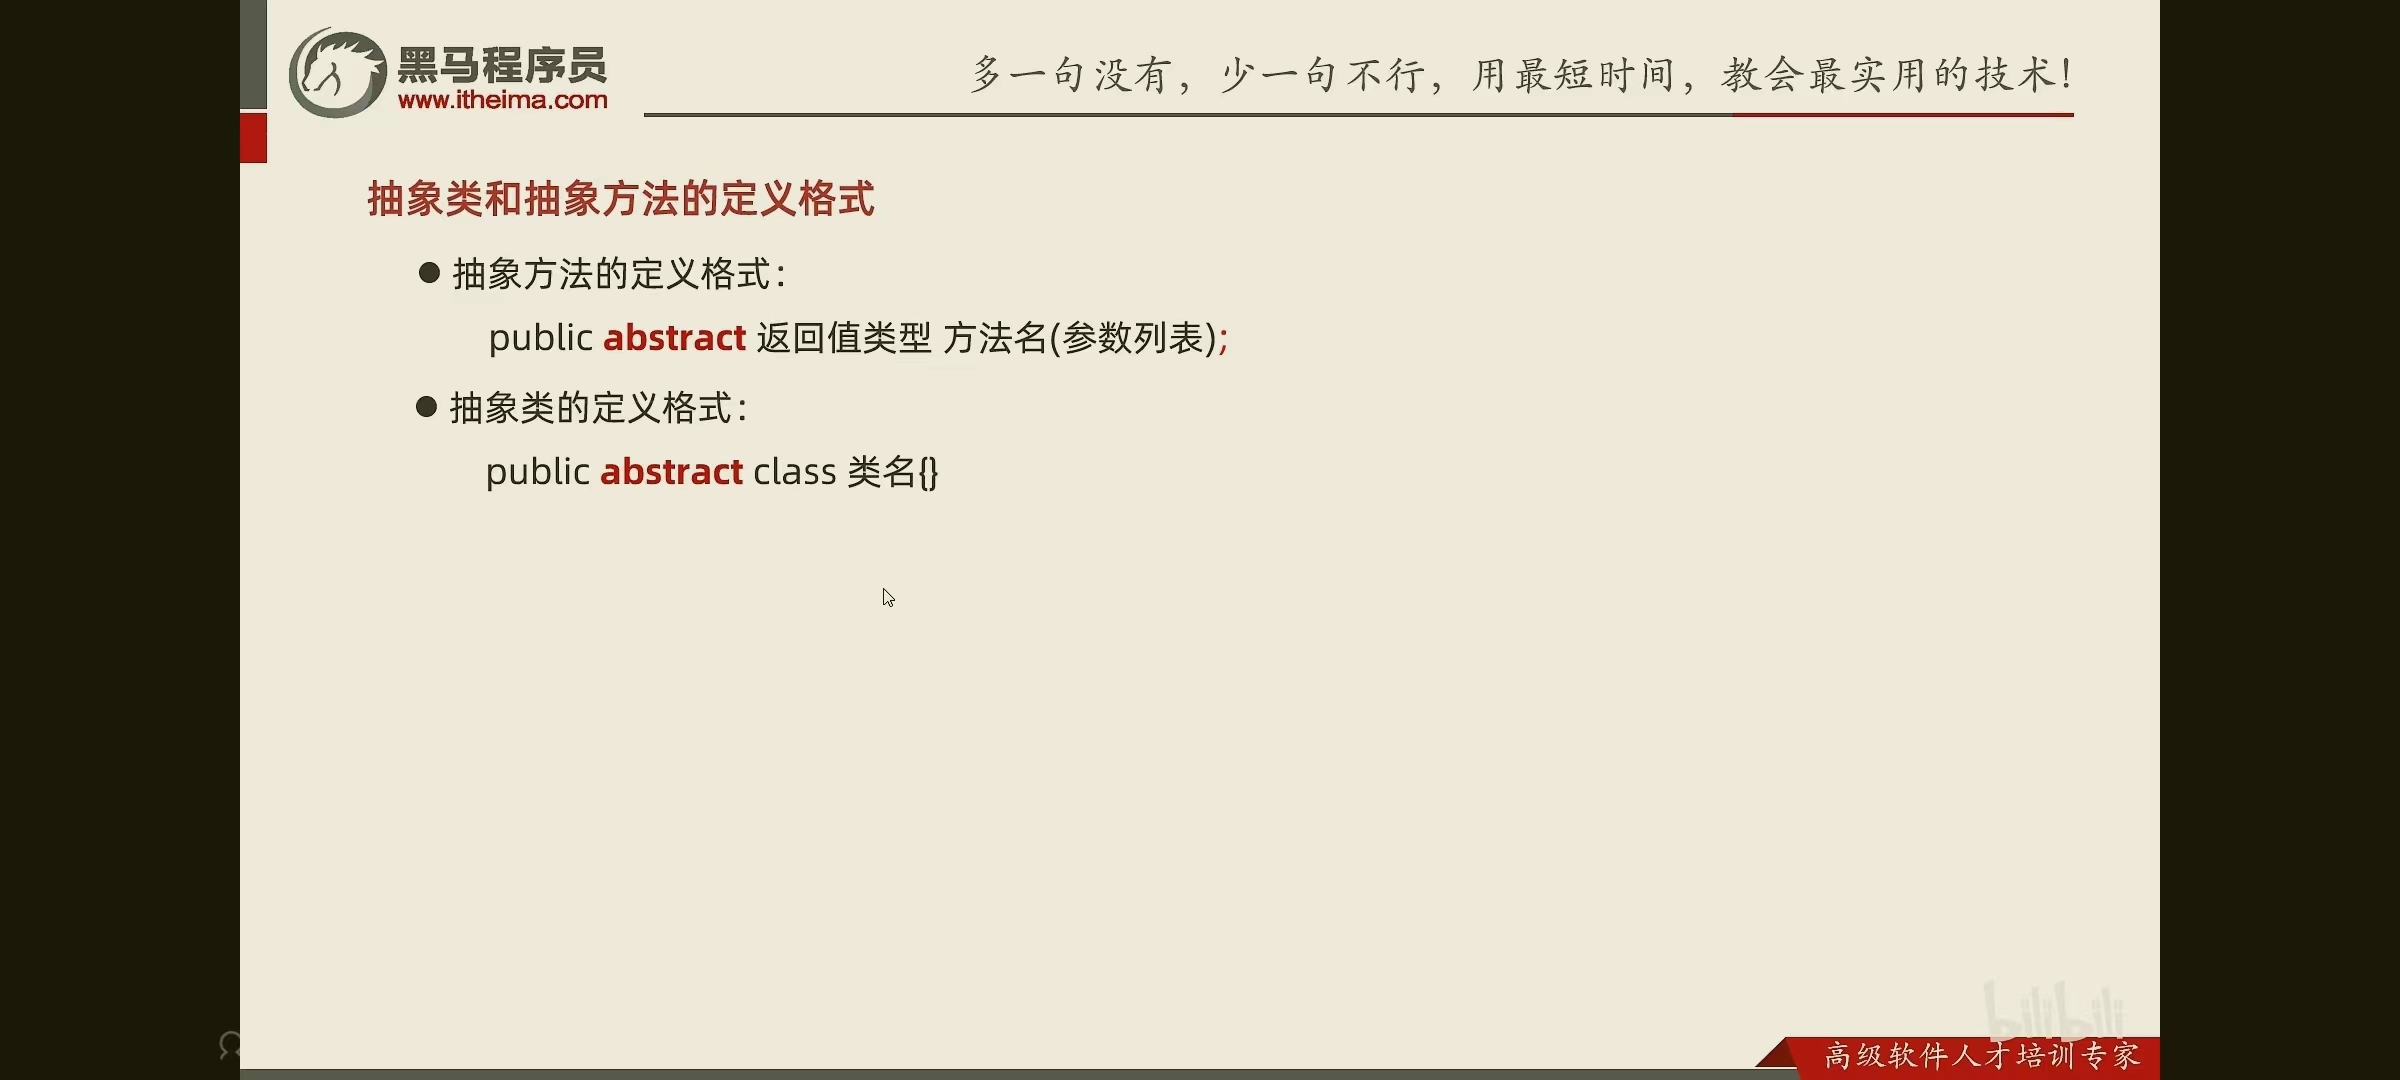 黑马程序员
www.itheima.com
多一句没有，少一句不行，用最短时间，教会最实用的技术！
抽象类和抽象方法的定义格式
● 抽象方法的定义格式：
public abstract 返回值类型 方法名(参数列表);
● 抽象类的定义格式：
public abstract class 类名{}
bilibili
高级软件人才培训专家